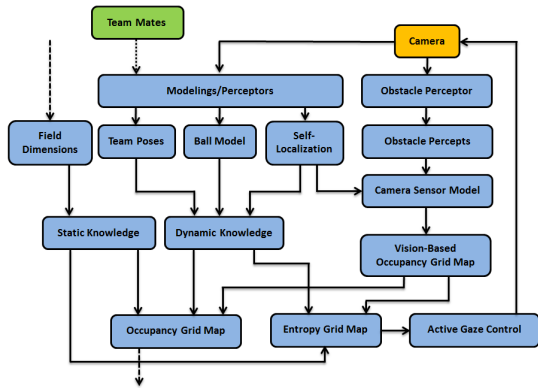 Team Mates
Camera
Modelings/Perceptors
Obstacle Perceptor
Field
Dimensions
Team Poses
Ball Model
Self-
Localization
Obstacle Percepts
Camera Sensor Model
Static Knowledge
Dynamic Knowledge
Vision-Based
Occupancy Grid Map
Occupancy Grid Map
Entropy Grid Map
Active Gaze Control